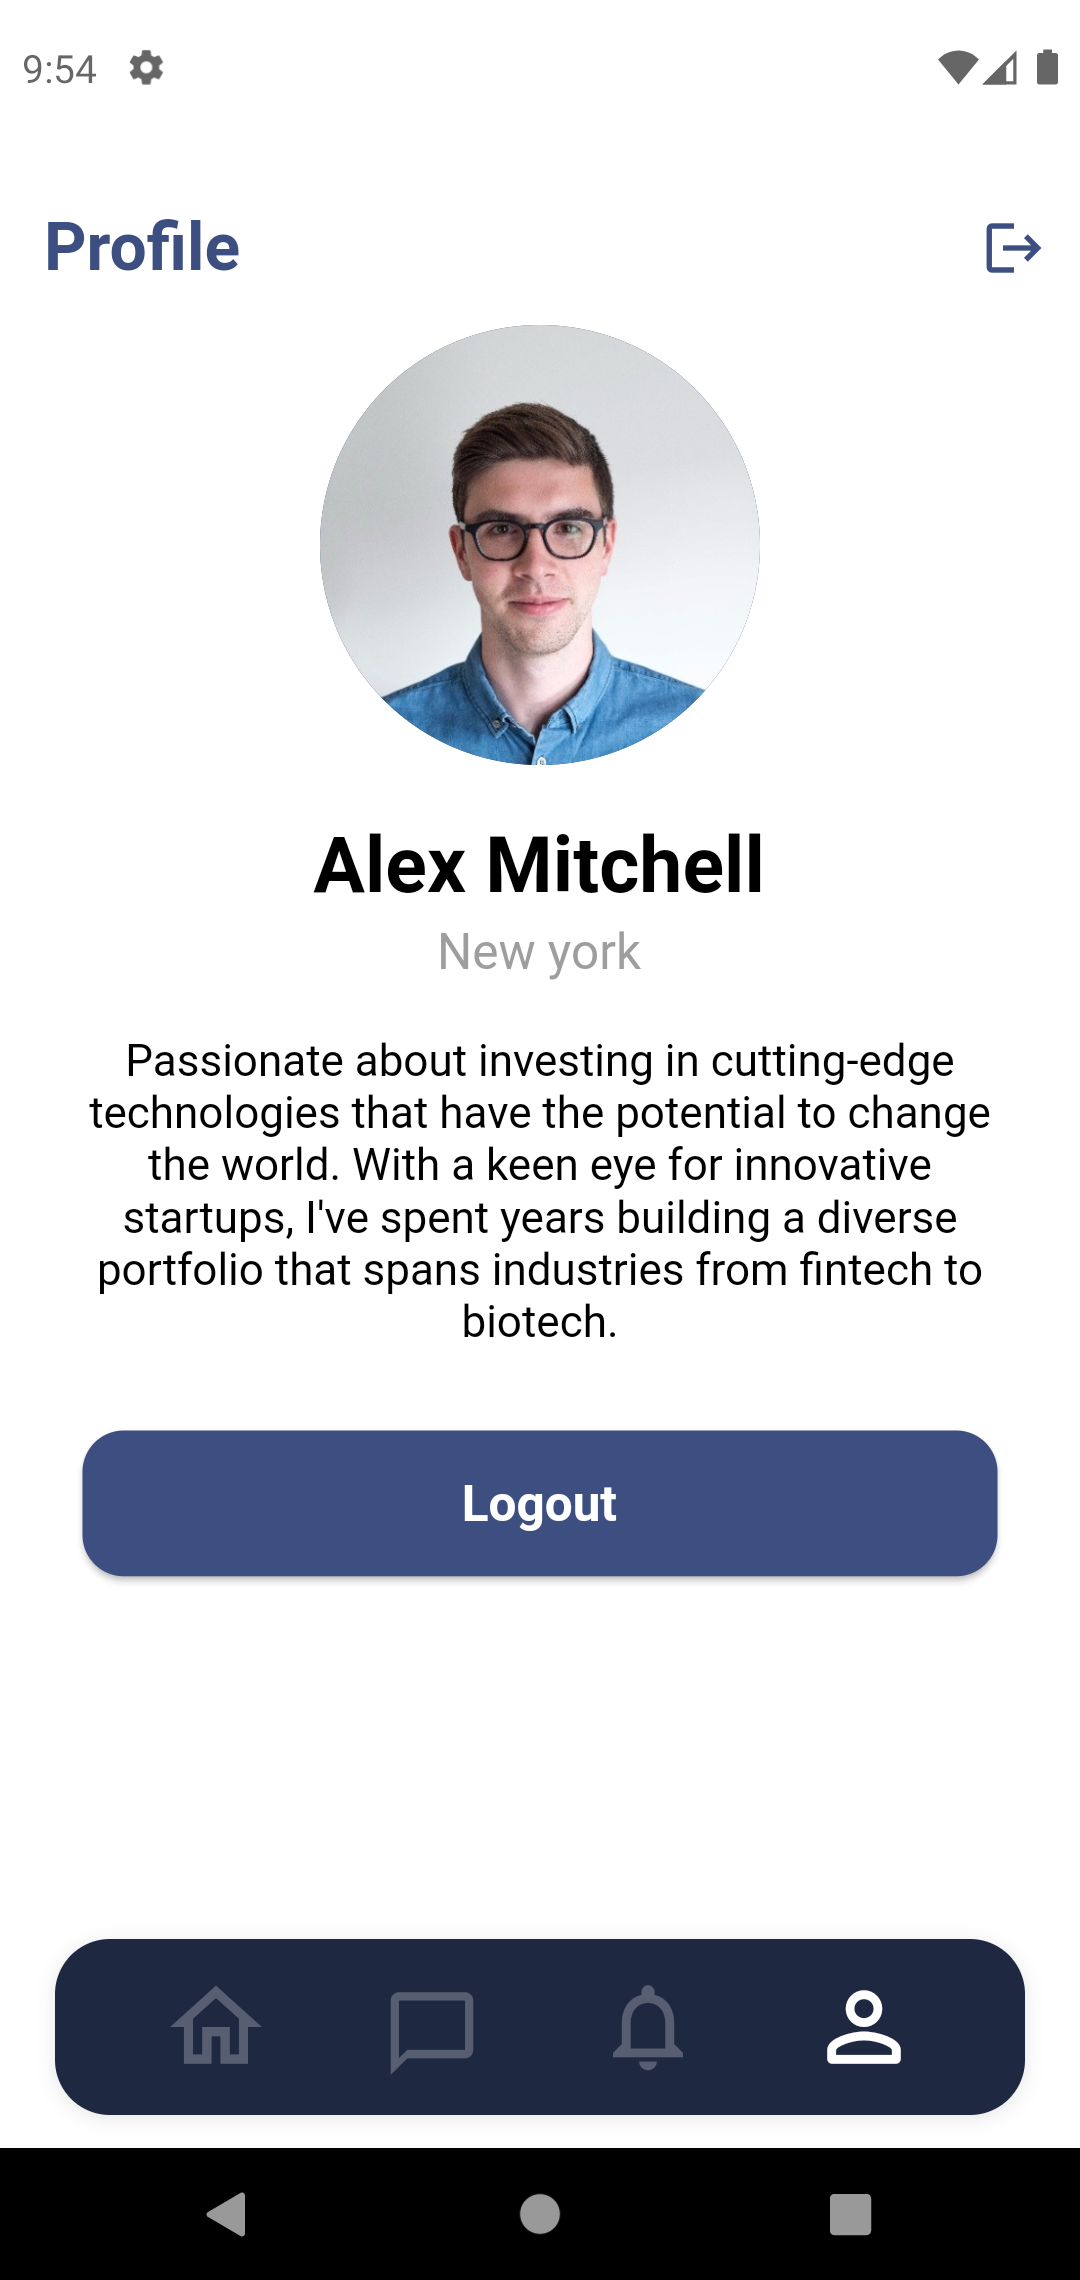 9:54
Profile
Alex Mitchell
New york
Passionate about investing in cutting-edge
technologies that have the potential to change
the world. With a keen eye for innovative
startups, I've spent years building a diverse
portfolio that spans industries from fintech to
biotech.
Logout